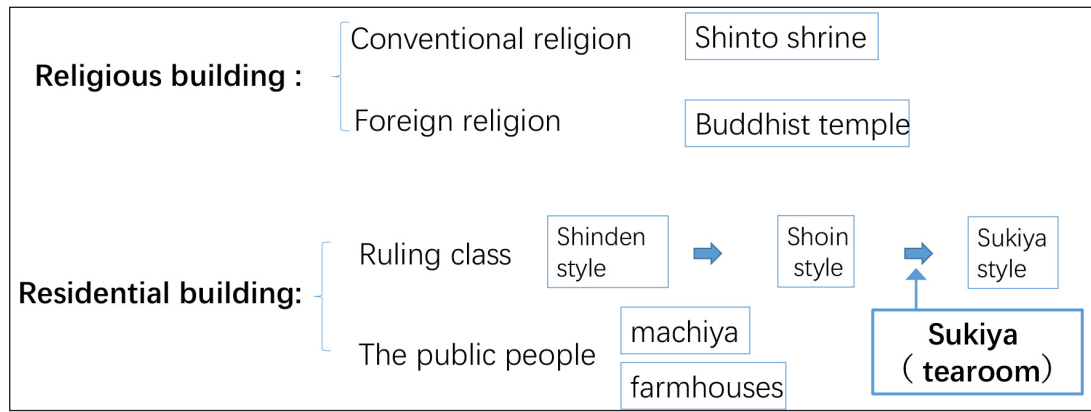 Religious building :
Conventional religion
Shinto shrine
Foreign religion
Buddhist temple
Residential building:
Ruling class
Shinden
style
Shoin
style
Sukiya
style
The public people
machiya
farmhouses
Sukiya
( tearoom)